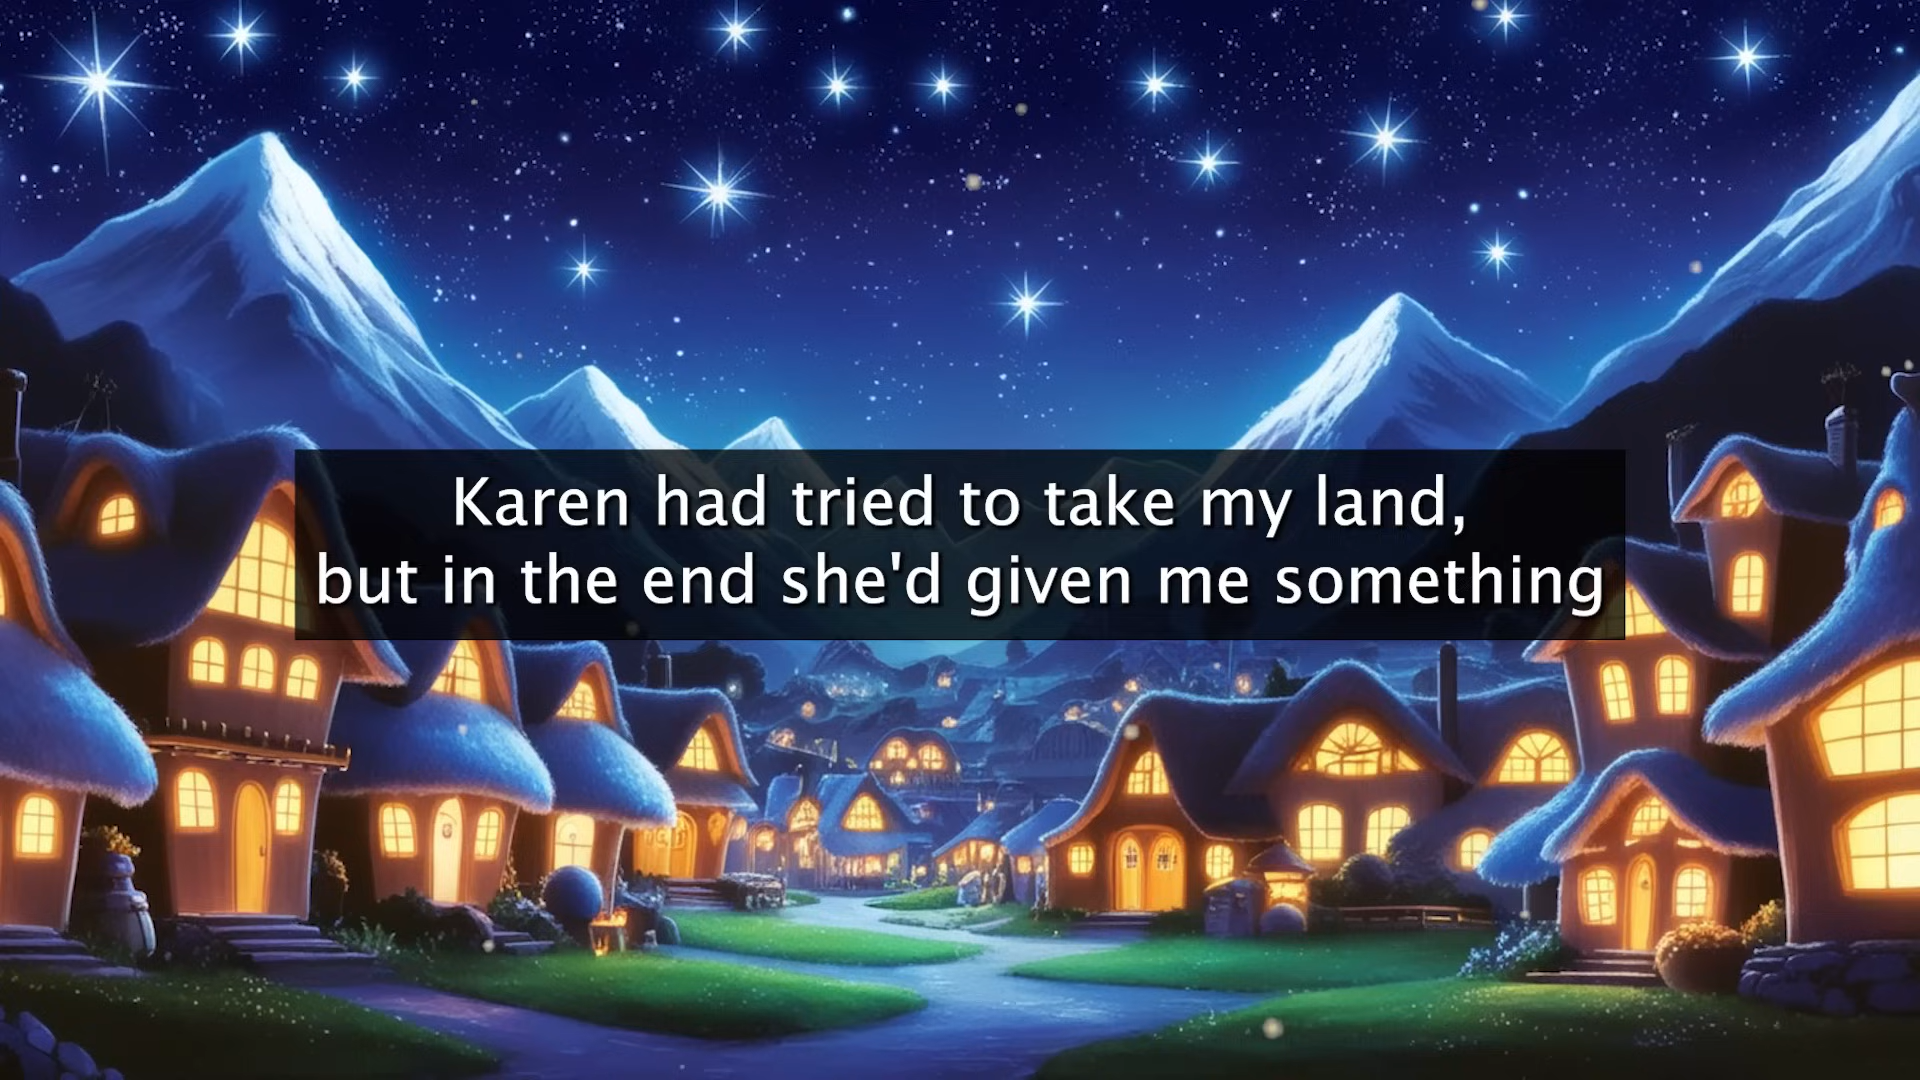 Karen had tried to take my land,
but in the end she'd given me something